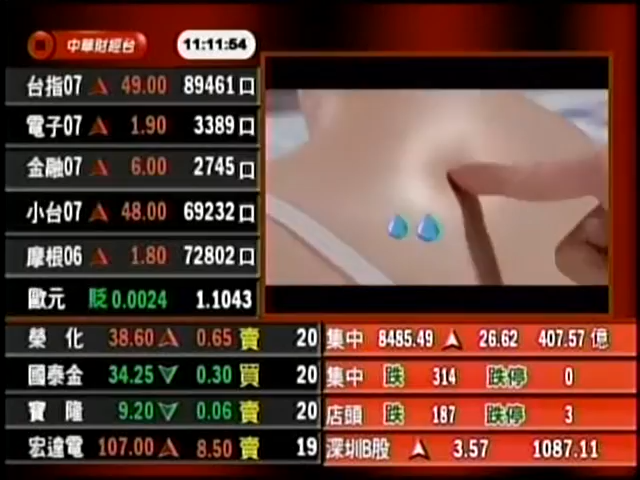 中華財經台 11:11:54
台指07 49.00 89461口
電子07 1.90 3389口
金融07 6.00 2745口
小台07 48.00 69232口
摩根06 1.80 72802口
歐元 貶0.0024 1.1043
榮化 38.60 0.65 賣 20
國泰金 34.25 0.30 買 20
寶隆 9.20 0.06 賣 20
宏達電 107.00 8.50 賣 19
集中 8485.49 26.62 407.57億
集中 跌 314 跌停 0
店頭 跌 187 跌停 3
深圳B股 3.57 1087.11